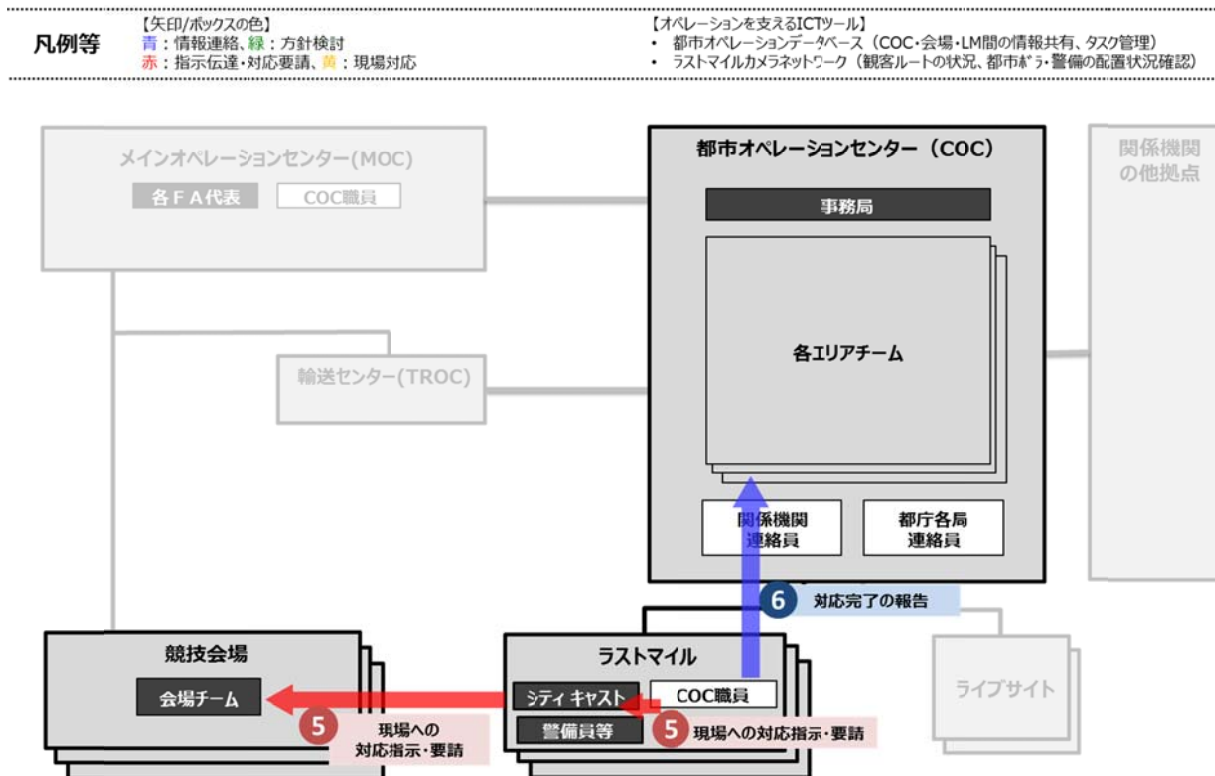 凡例等
【矢印/ボックスの色】
青：情報連絡、緑：方針検討
赤：指示伝達・対応要請、黄：現場対応
【オペレーションを支えるICTツール】
• 都市オペレーションデータベース（COC・会場・LM間の情報共有、タスク管理）
• ラストマイルカメラネットワーク（観客ルートの状況、都市ボラ・警備の配置状況確認）
メインオペレーションセンター(MOC)
各ＦＡ代表
COC職員
都市オペレーションセンター（COC）
事務局
各エリアチーム
関係機関
連絡員
都庁各局
連絡員
関係機関
の他拠点
輸送センター(TROC)
6 対応完了の報告
競技会場
会場チーム
5 現場への
対応指示・要請
ラストマイル
シティ キャスト
COC職員
警備員等
5 現場への対応指示・要請
ライブサイト